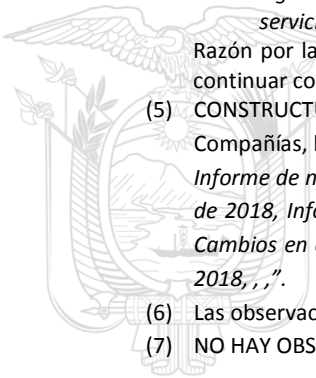 servici
Razón por la
continuar co
(5) CONSTRUCTU
Compañías, l
Informe de n
de 2018, Info
Cambios en e
2018, , ,”.
(6) Las observac
(7) NO HAY OBS